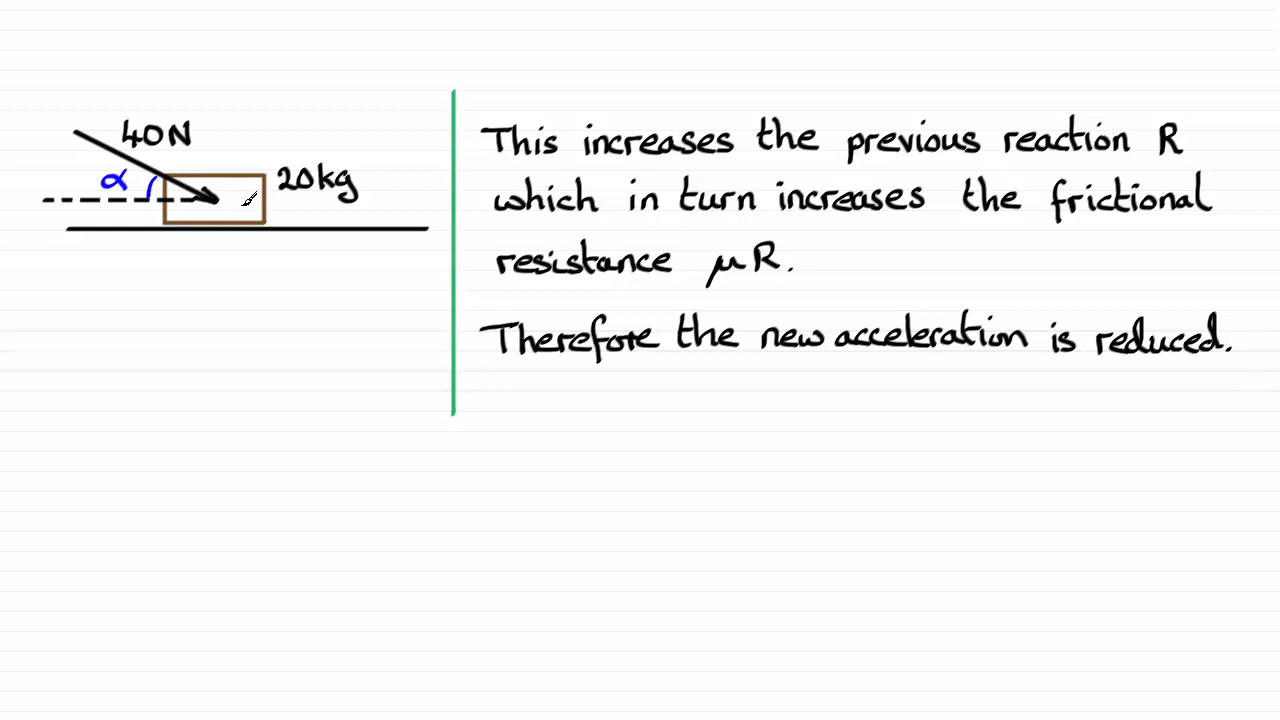 40N
α
20kg
This increases the previous reaction R
which in turn increases the frictional
resistance μR.
Therefore the new acceleration is reduced.